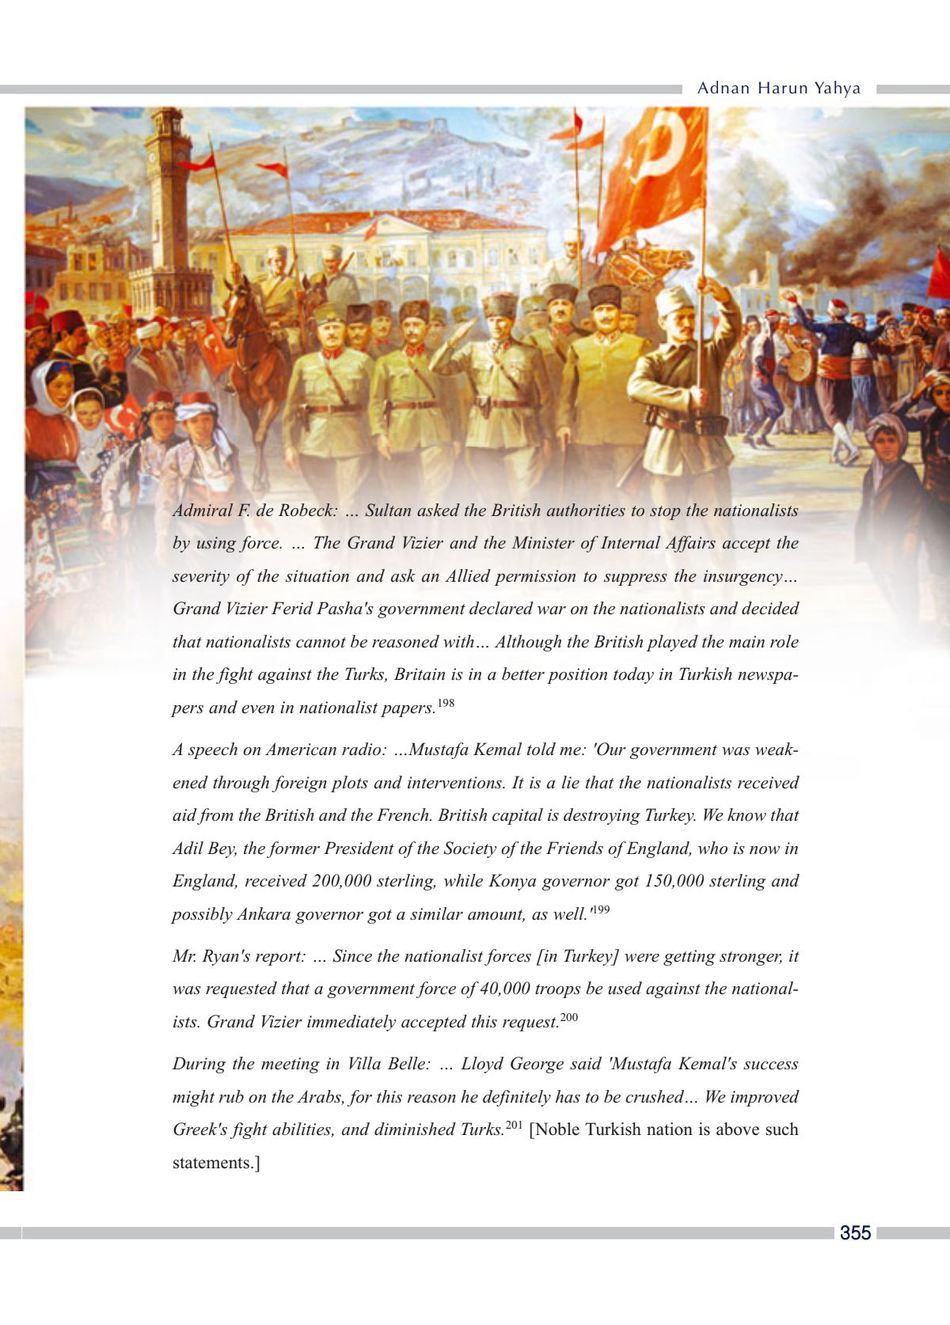 Adnan Harun Yahya
Admiral F. de Robeck: ... Sultan asked the British authorities to stop the nationalists
by using force. ... The Grand Vizier and the Minister of Internal Affairs accept the
severity of the situation and ask an Allied permission to suppress the insurgency...
Grand Vizier Ferid Pasha's government declared war on the nationalists and decided
that nationalists cannot be reasoned with... Although the British played the main role
in the fight against the Turks, Britain is in a better position today in Turkish newspa-
pers and even in nationalist papers.198
A speech on American radio: ...Mustafa Kemal told me: 'Our government was weak-
ened through foreign plots and interventions. It is a lie that the nationalists received
aid from the British and the French. British capital is destroying Turkey. We know that
Adil Bey, the former President of the Society of the Friends of England, who is now in
England, received 200,000 sterling, while Konya governor got 150,000 sterling and
possibly Ankara governor got a similar amount, as well.'199
Mr. Ryan's report: ... Since the nationalist forces [in Turkey] were getting stronger, it
was requested that a government force of 40,000 troops be used against the national-
ists. Grand Vizier immediately accepted this request.200
During the meeting in Villa Belle: ... Lloyd George said 'Mustafa Kemal's success
might rub on the Arabs, for this reason he definitely has to be crushed... We improved
Greek's fight abilities, and diminished Turks.201 [Noble Turkish nation is above such
statements.]
355